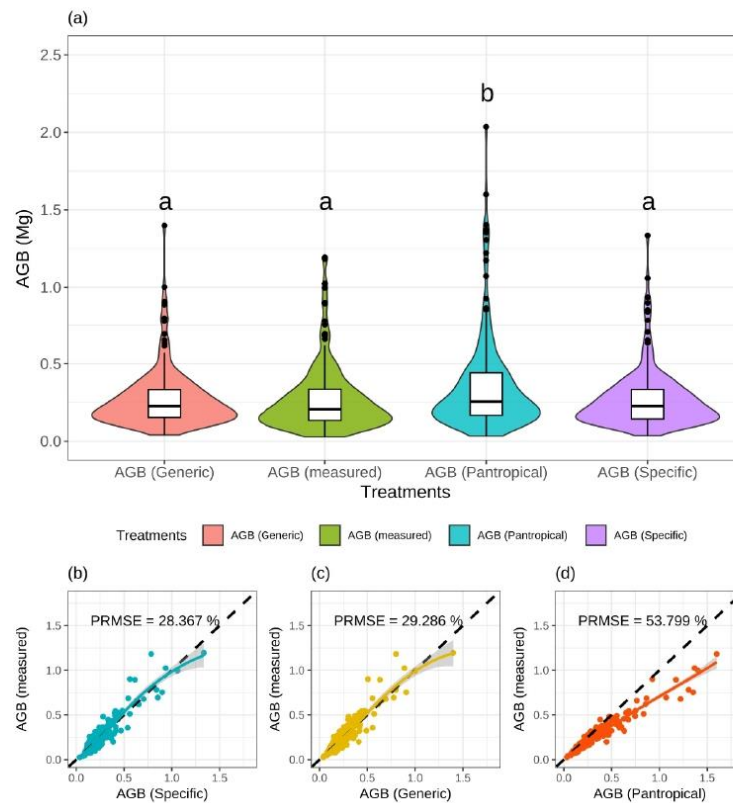 (a)
2.5
2.0
1.5
1.0
0.5
0.0
AGB (Mg)
a
a
b
a
AGB (Generic)
AGB (measured)
AGB (Pantropical)
AGB (Specific)
Treatments
Treatments
AGB (Generic)
AGB (measured)
AGB (Pantropical)
AGB (Specific)
(b)
PRMSE = 28.367 %
AGB (measured)
1.5
1.0
0.5
0.0
0.0
0.5
1.0
1.5
AGB (Specific)
(c)
PRMSE = 29.286 %
AGB (measured)
1.5
1.0
0.5
0.0
0.0
0.5
1.0
1.5
AGB (Generic)
(d)
PRMSE = 53.799 %
AGB (measured)
1.5
1.0
0.5
0.0
0.0
0.5
1.0
1.5
AGB (Pantropical)